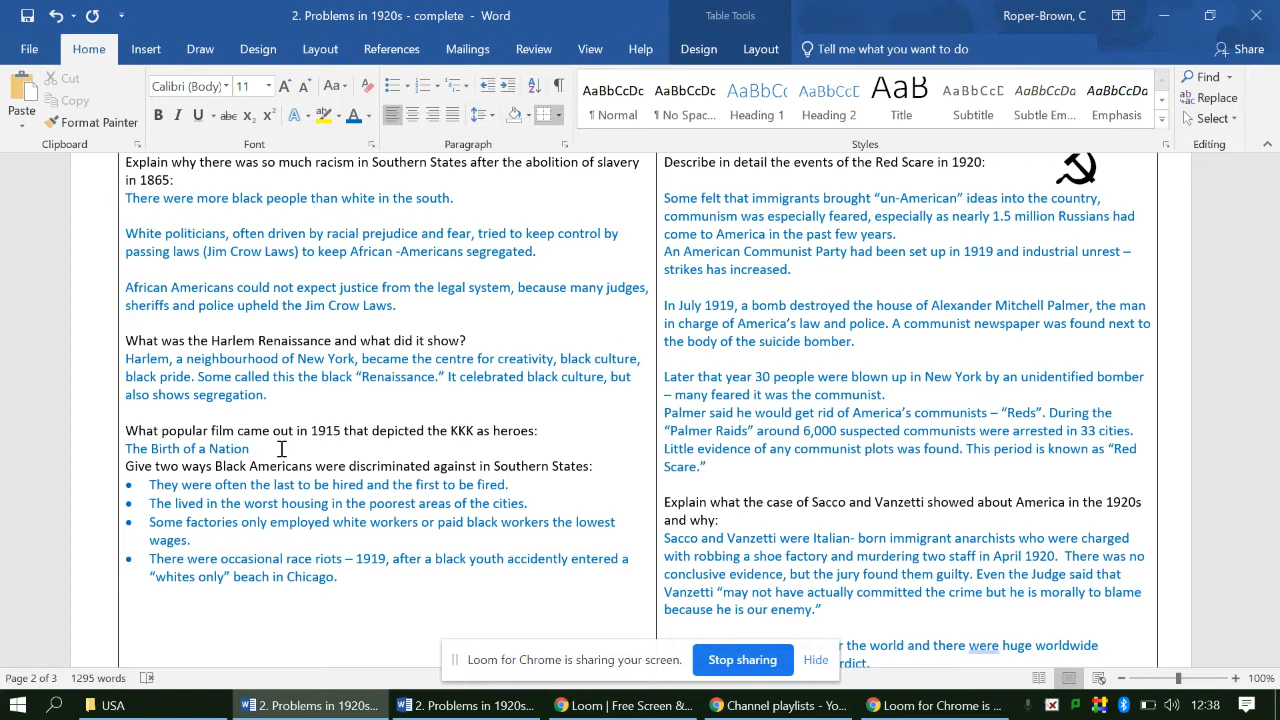 2. Problems in 1920s - complete - Word
Table Tools
Roper-Brown, C
File Home Insert Draw Design Layout References Mailings Review View Help Design Layout Tell me what you want to do Share
Paste
Cut
Copy
Format Painter
Clipboard
Calibri (Body) 11
Font
Paragraph
AaBbCcDc AaBbCcDc AaBbCc AaBbCcD AaB AaBbCcD AaBbCcDc AaBbCcDc
¶ Normal ¶ No Spac... Heading 1 Heading 2 Title Subtitle Subtle Em... Emphasis
Styles
Find
Replace
Select
Editing
Explain why there was so much racism in Southern States after the abolition of slavery
in 1865:
There were more black people than white in the south.
White politicians, often driven by racial prejudice and fear, tried to keep control by
passing laws (Jim Crow Laws) to keep African -Americans segregated.
African Americans could not expect justice from the legal system, because many judges,
sheriffs and police upheld the Jim Crow Laws.
What was the Harlem Renaissance and what did it show?
Harlem, a neighbourhood of New York, became the centre for creativity, black culture,
black pride. Some called this the black “Renaissance.” It celebrated black culture, but
also shows segregation.
What popular film came out in 1915 that depicted the KKK as heroes:
The Birth of a Nation
Give two ways Black Americans were discriminated against in Southern States:
• They were often the last to be hired and the first to be fired.
• The lived in the worst housing in the poorest areas of the cities.
• Some factories only employed white workers or paid black workers the lowest
wages.
• There were occasional race riots – 1919, after a black youth accidently entered a
“whites only” beach in Chicago.
Describe in detail the events of the Red Scare in 1920:
Some felt that immigrants brought “un-American” ideas into the country,
communism was especially feared, especially as nearly 1.5 million Russians had
come to America in the past few years.
An American Communist Party had been set up in 1919 and industrial unrest –
strikes has increased.
In July 1919, a bomb destroyed the house of Alexander Mitchell Palmer, the man
in charge of America’s law and police. A communist newspaper was found next to
the body of the suicide bomber.
Later that year 30 people were blown up in New York by an unidentified bomber
– many feared it was the communist.
Palmer said he would get rid of America’s communists – “Reds”. During the
“Palmer Raids” around 6,000 suspected communists were arrested in 33 cities.
Little evidence of any communist plots was found. This period is known as “Red
Scare.”
Explain what the case of Sacco and Vanzetti showed about America in the 1920s
and why:
Sacco and Vanzetti were Italian- born immigrant anarchists who were charged
with robbing a shoe factory and murdering two staff in April 1920. There was no
conclusive evidence, but the jury found them guilty. Even the Judge said that
Vanzetti “may not have actually committed the crime but he is morally to blame
because he is our enemy.”
the world and there were huge worldwide
Loom for Chrome is sharing your screen. Stop sharing Hide
Page 2 of 3 1295 words 100%
USA 2. Problems in 1920s... 2. Problems in 1920s... Loom | Free Screen &... Channel playlists - Yo... Loom for Chrome is ... 12:38